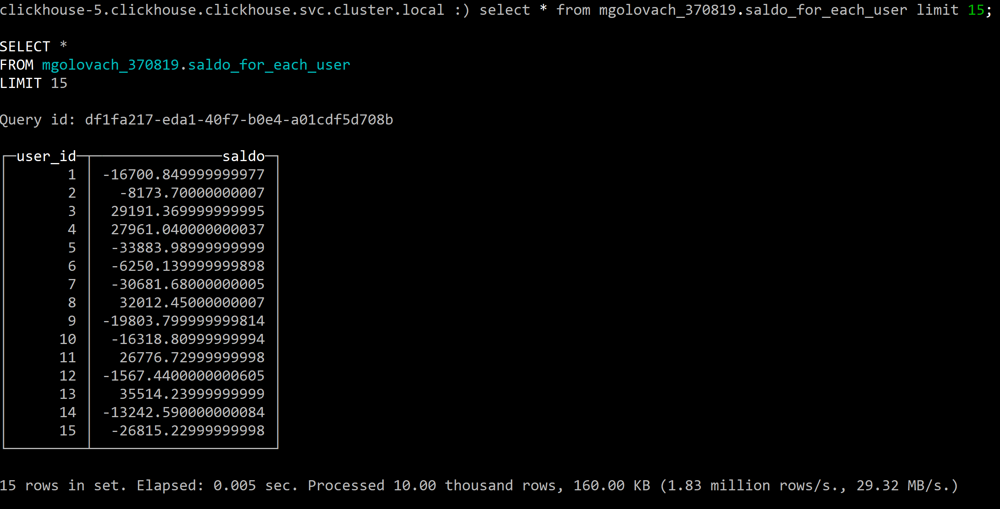 clickhouse-5.clickhouse.clickhouse.svc.cluster.local :) select * from mgolovach_370819.saldo_for_each_user limit 15;
SELECT *
FROM mgolovach_370819.saldo_for_each_user
LIMIT 15
Query id: df1fa217-eda1-40f7-b0e4-a01cdf5d708b
user_id saldo
1 -16700.849999999977
2 -8173.70000000007
3 29191.369999999995
4 27961.040000000037
5 -33883.98999999999
6 -6250.139999999898
7 -30681.68000000005
8 32012.45000000007
9 -19803.799999999814
10 -16318.80999999994
11 26776.72999999998
12 -1567.4400000000605
13 35514.23999999999
14 -13242.590000000084
15 -26815.22999999998
15 rows in set. Elapsed: 0.005 sec. Processed 10.00 thousand rows, 160.00 KB (1.83 million rows/s., 29.32 MB/s.)